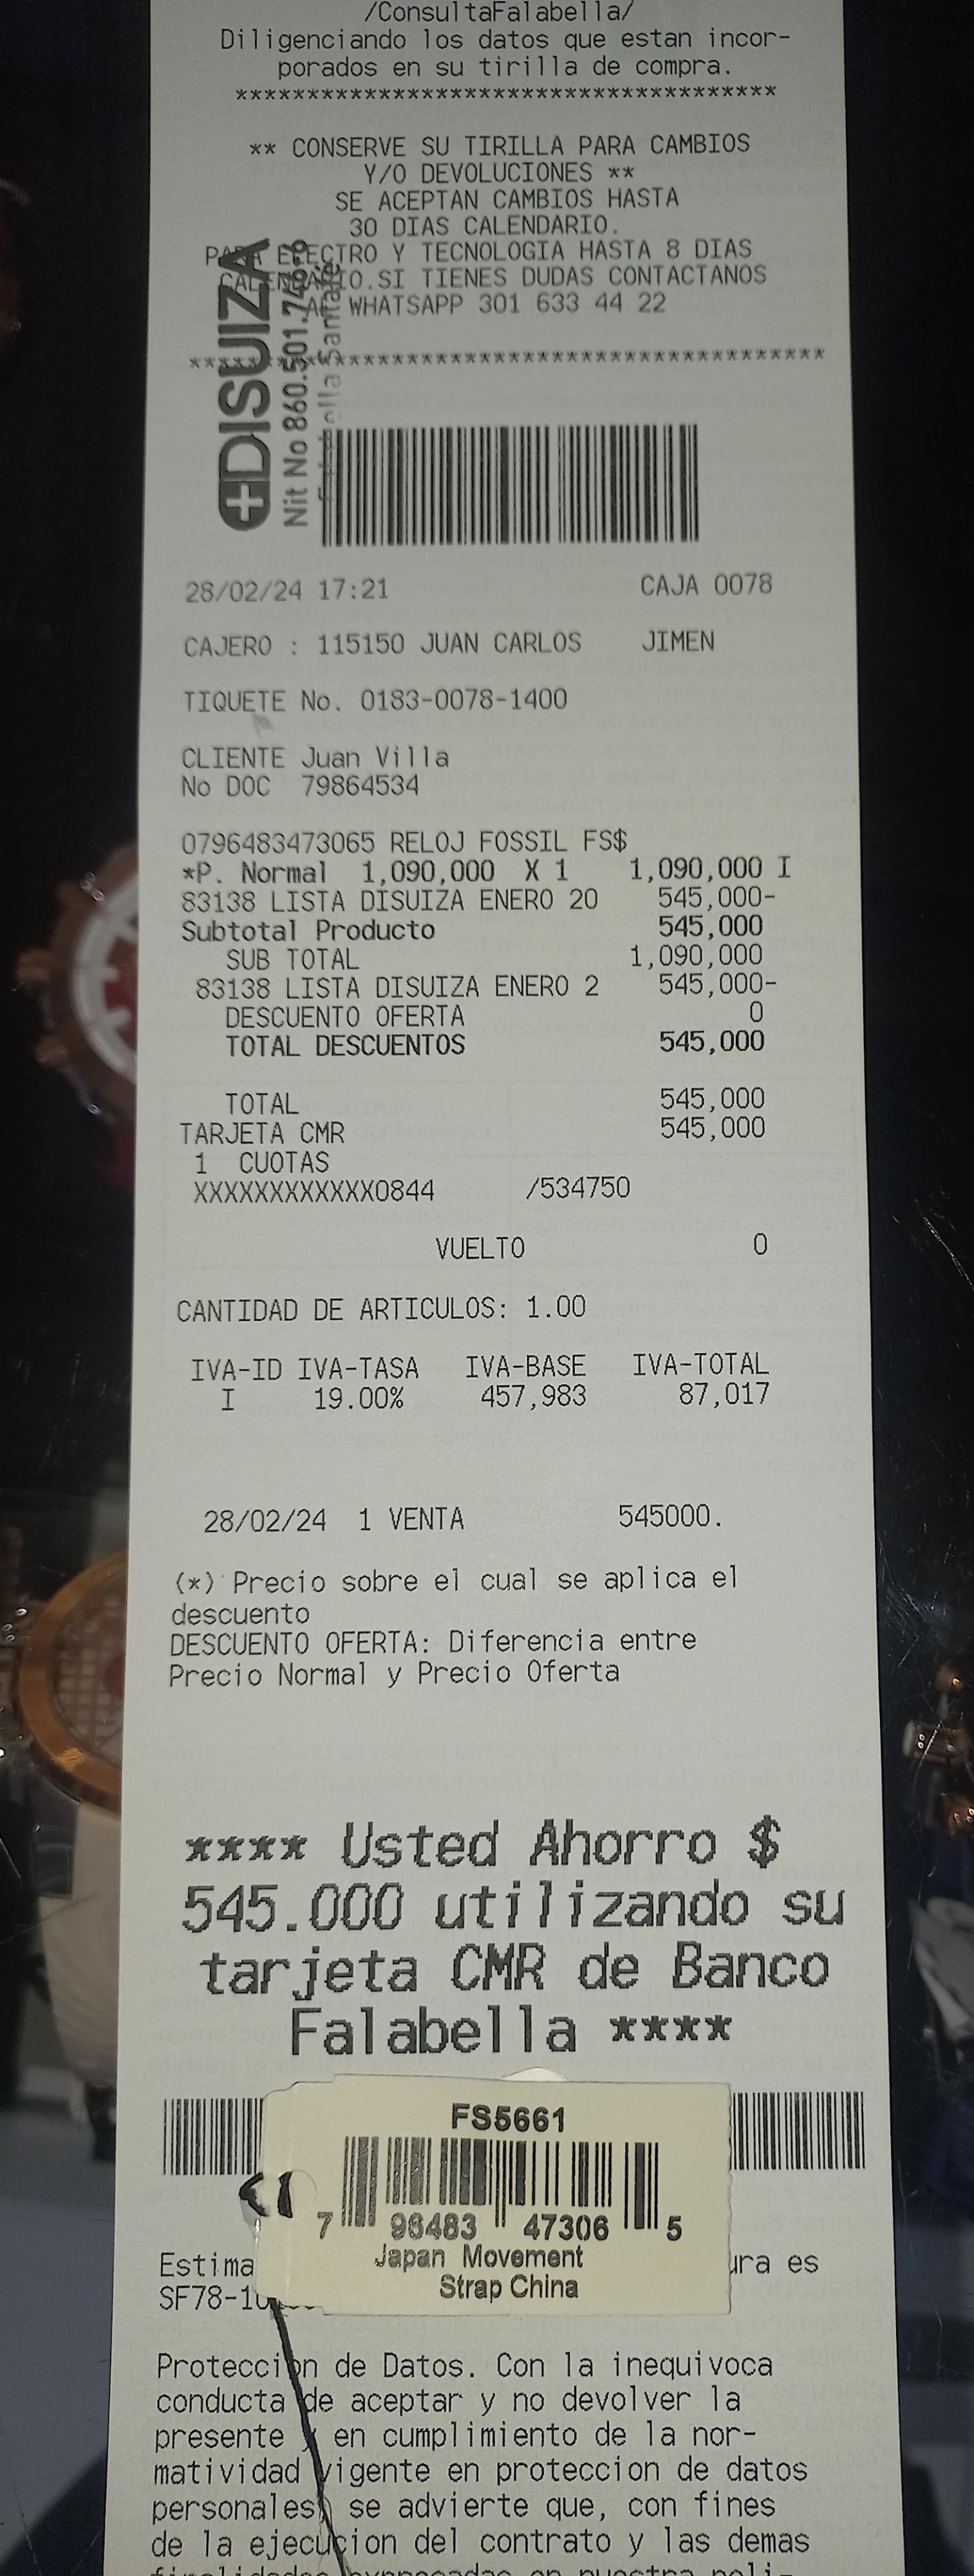 /ConsultaFalabella/
Diligenciando los datos que estan incor-
porados en su tirilla de compra.
**************************************
** CONSERVE SU TIRILLA PARA CAMBIOS
Y/O DEVOLUCIONES **
SE ACEPTAN CAMBIOS HASTA
30 DIAS CALENDARIO.
PARA ELECTRO Y TECNOLOGIA HASTA 8 DIAS
CALENDARIO.SI TIENES DUDAS CONTACTANOS
AL WHATSAPP 301 633 44 22
********************************************
DISUIZA
Nit No 860.501.746-6
Falabella Santafé
28/02/24 17:21 CAJA 0078
CAJERO : 115150 JUAN CARLOS JIMEN
TIQUETE No. 0183-0078-1400
CLIENTE Juan Villa
No DOC 79864534
0796483473065 RELOJ FOSSIL FS$
*P. Normal 1,090,000 X 1 1,090,000 I
83138 LISTA DISUIZA ENERO 20 545,000-
Subtotal Producto 545,000
SUB TOTAL 1,090,000
83138 LISTA DISUIZA ENERO 2 545,000-
DESCUENTO OFERTA 0
TOTAL DESCUENTOS 545,000
TOTAL 545,000
TARJETA CMR 545,000
1 CUOTAS
XXXXXXXXXXXX0844 /534750
VUELTO 0
CANTIDAD DE ARTICULOS: 1.00
IVA-ID IVA-TASA IVA-BASE IVA-TOTAL
I 19.00% 457,983 87,017
28/02/24 1 VENTA 545000.
(*) Precio sobre el cual se aplica el
descuento
DESCUENTO OFERTA: Diferencia entre
Precio Normal y Precio Oferta
**** Usted Ahorro $
545.000 utilizando su
tarjeta CMR de Banco
Falabella ****
FS5661
7 96483 47306 5
Japan Movement
Strap China
Estima ura es
SF78-10
Proteccion de Datos. Con la inequivoca
conducta de aceptar y no devolver la
presente y en cumplimiento de la nor-
matividad vigente en proteccion de datos
personales, se advierte que, con fines
de la ejecucion del contrato y las demas